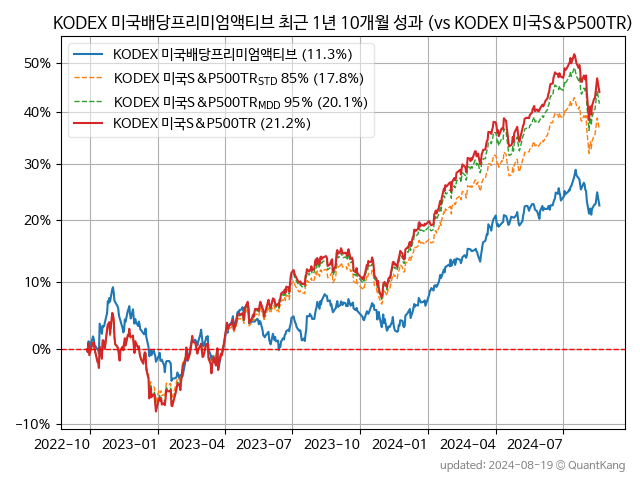 KODEX 미국배당프리미엄액티브 최근 1년 10개월 성과 (vs KODEX 미국S&P500TR)
KODEX 미국배당프리미엄액티브 (11.3%)
KODEX 미국S&P500TR_STD 85% (17.8%)
KODEX 미국S&P500TR_MDD 95% (20.1%)
KODEX 미국S&P500TR (21.2%)
50%
40%
30%
20%
10%
0%
−10%
2022-10 2023-01 2023-04 2023-07 2023-10 2024-01 2024-04 2024-07
updated: 2024-08-19 © QuantKang